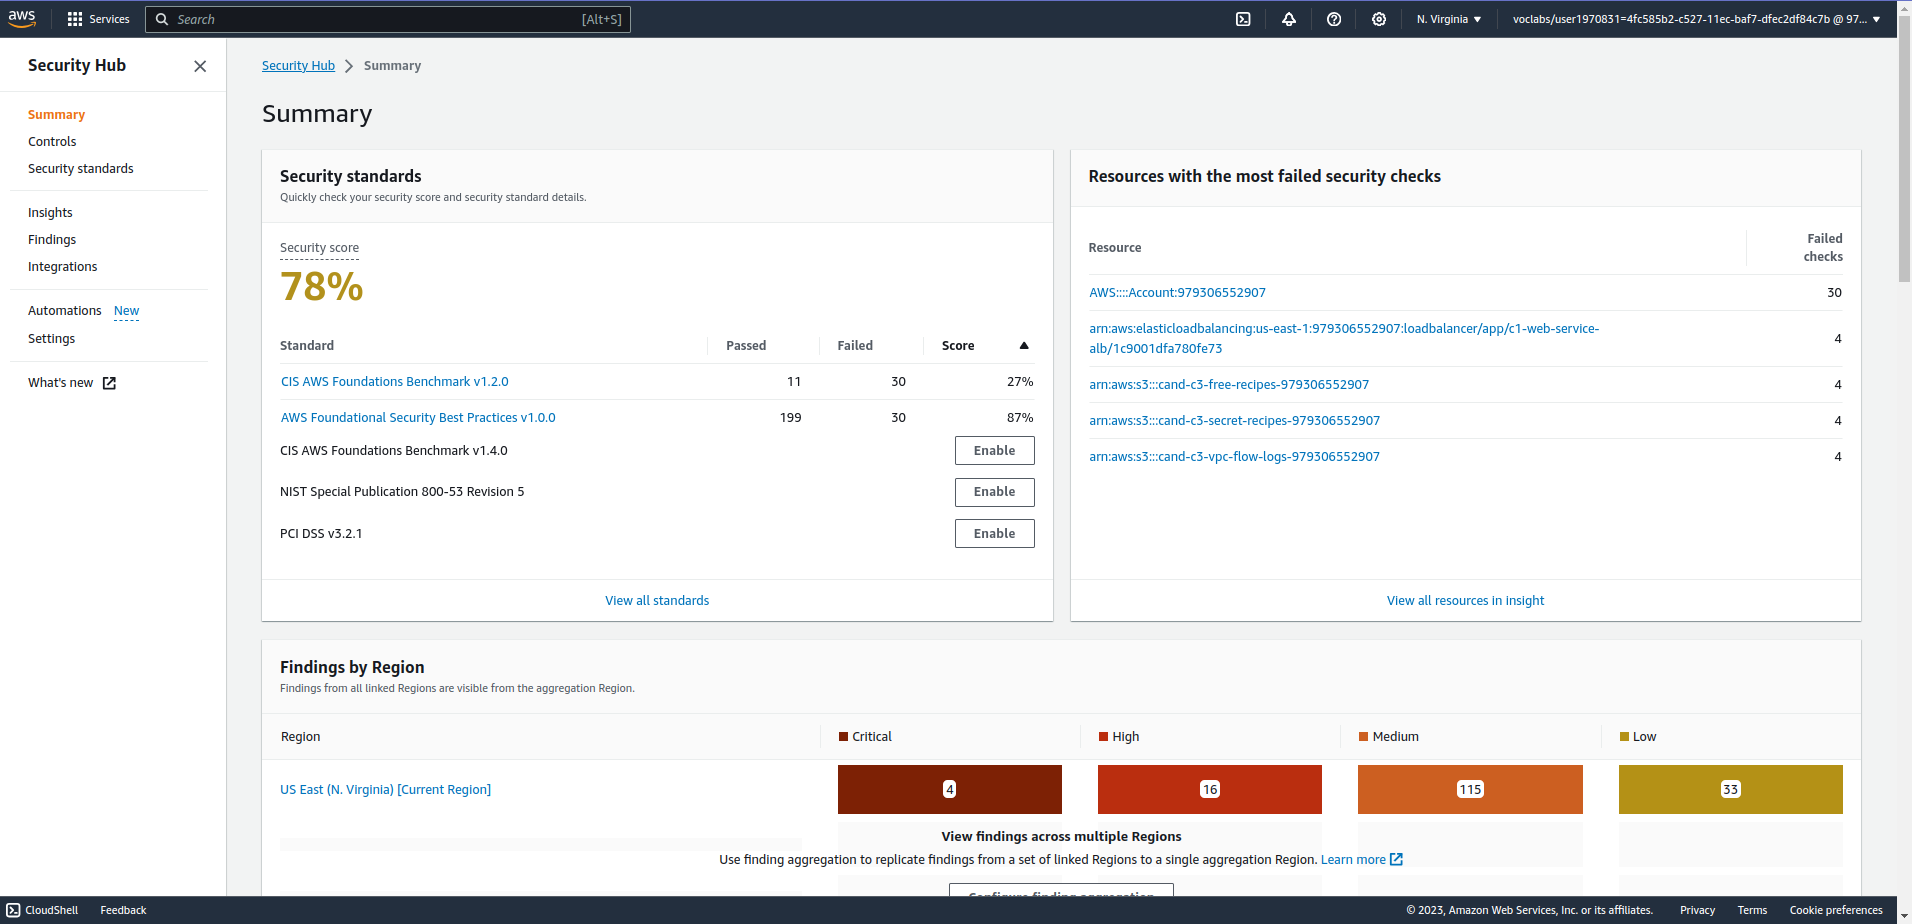 aws Services Search [Alt+S] N. Virginia ▼ voclabs/user1970831=4fc585b2-c527-11ec-baf7-dfec2df84c7b @ 97... ▼
Security Hub
Summary
Controls
Security standards
Insights
Findings
Integrations
Automations New
Settings
What's new
Security Hub Summary
Summary
Security standards
Quickly check your security score and security standard details.
Security score
78%
Standard Passed Failed Score ▲
CIS AWS Foundations Benchmark v1.2.0 11 30 27%
AWS Foundational Security Best Practices v1.0.0 199 30 87%
CIS AWS Foundations Benchmark v1.4.0 Enable
NIST Special Publication 800-53 Revision 5 Enable
PCI DSS v3.2.1 Enable
View all standards
Resources with the most failed security checks
Resource Failed
checks
AWS::::Account:979306552907 30
arn:aws:elasticloadbalancing:us-east-1:979306552907:loadbalancer/app/c1-web-service-
alb/1c9001dfa780fe73 4
arn:aws:s3:::cand-c3-free-recipes-979306552907 4
arn:aws:s3:::cand-c3-secret-recipes-979306552907 4
arn:aws:s3:::cand-c3-vpc-flow-logs-979306552907 4
View all resources in insight
Findings by Region
Findings from all linked Regions are visible from the aggregation Region.
Region Critical High Medium Low
US East (N. Virginia) [Current Region] 4 16 115 33
View findings across multiple Regions
Use finding aggregation to replicate findings from a set of linked Regions to a single aggregation Region. Learn more
Configure finding aggregation
CloudShell Feedback © 2023, Amazon Web Services, Inc. or its affiliates. Privacy Terms Cookie preferences